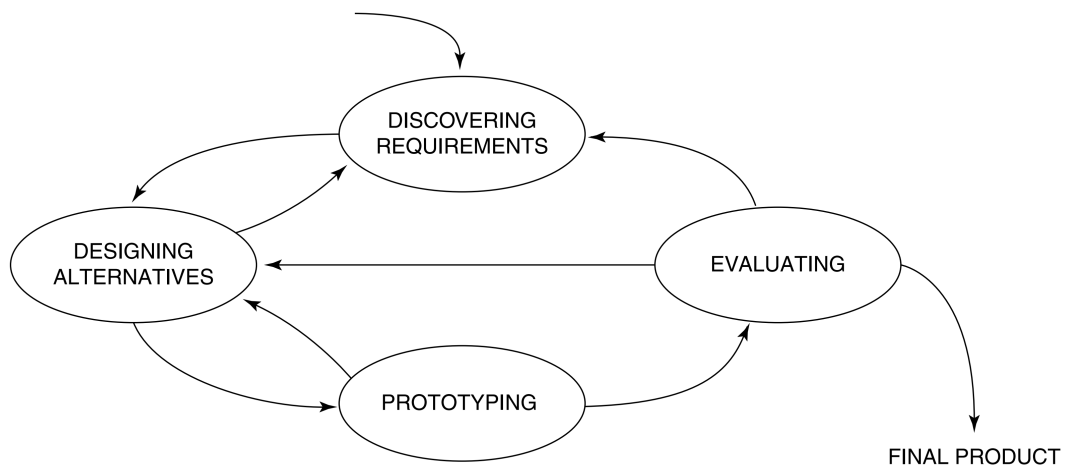 DISCOVERING
REQUIREMENTS
DESIGNING
ALTERNATIVES
EVALUATING
PROTOTYPING
FINAL PRODUCT